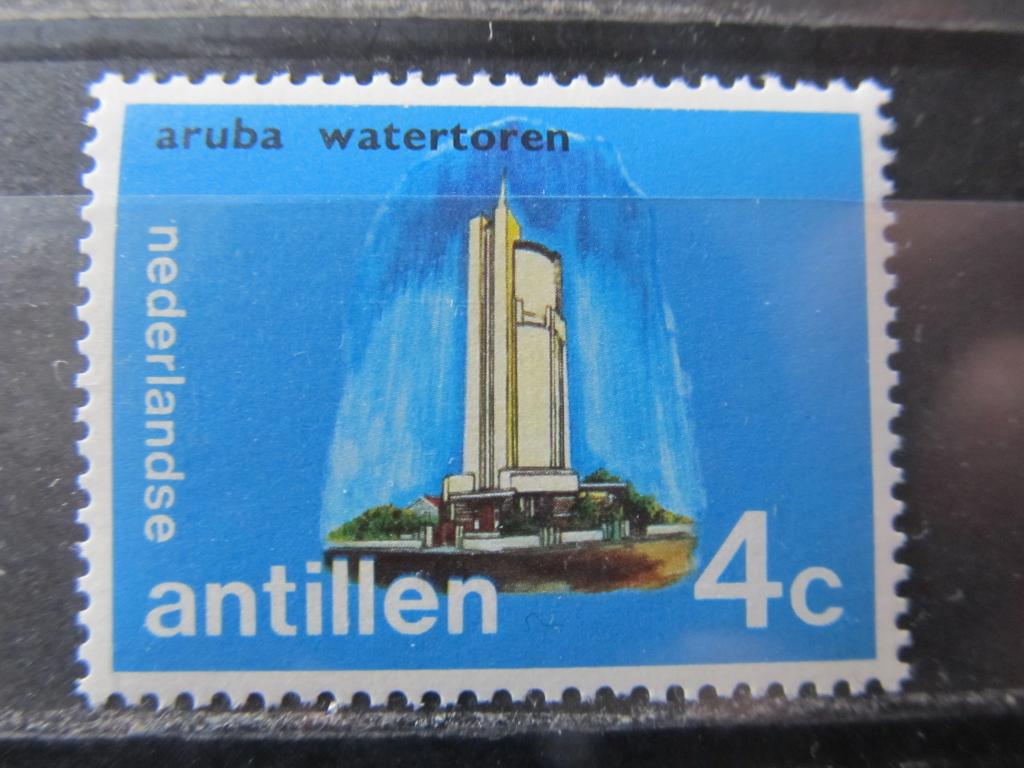 aruba watertoren
nederlandse
antillen
4c